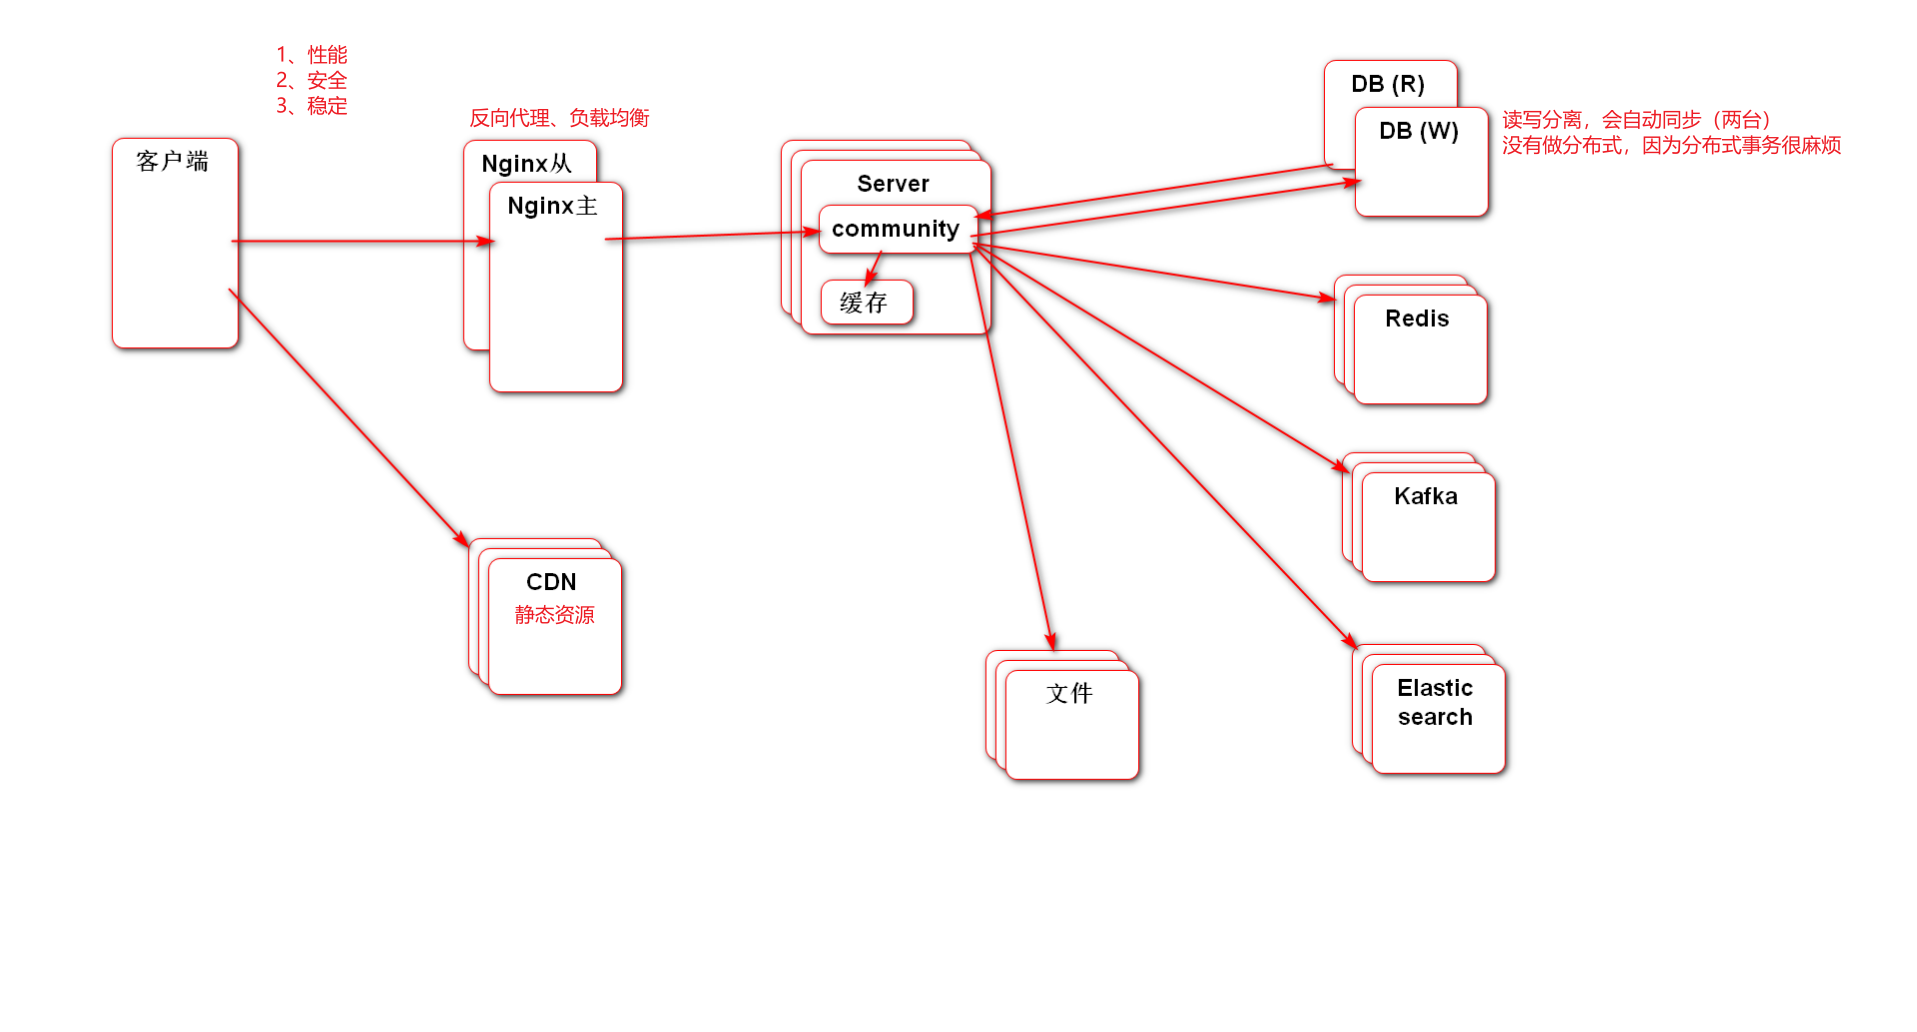 1、性能
2、安全
3、稳定
客户端
反向代理、负载均衡
Nginx从
Nginx主
Server
community
缓存
DB (R)
DB (W)
读写分离，会自动同步（两台）
没有做分布式，因为分布式事务很麻烦
Redis
Kafka
CDN
静态资源
文件
Elastic
search